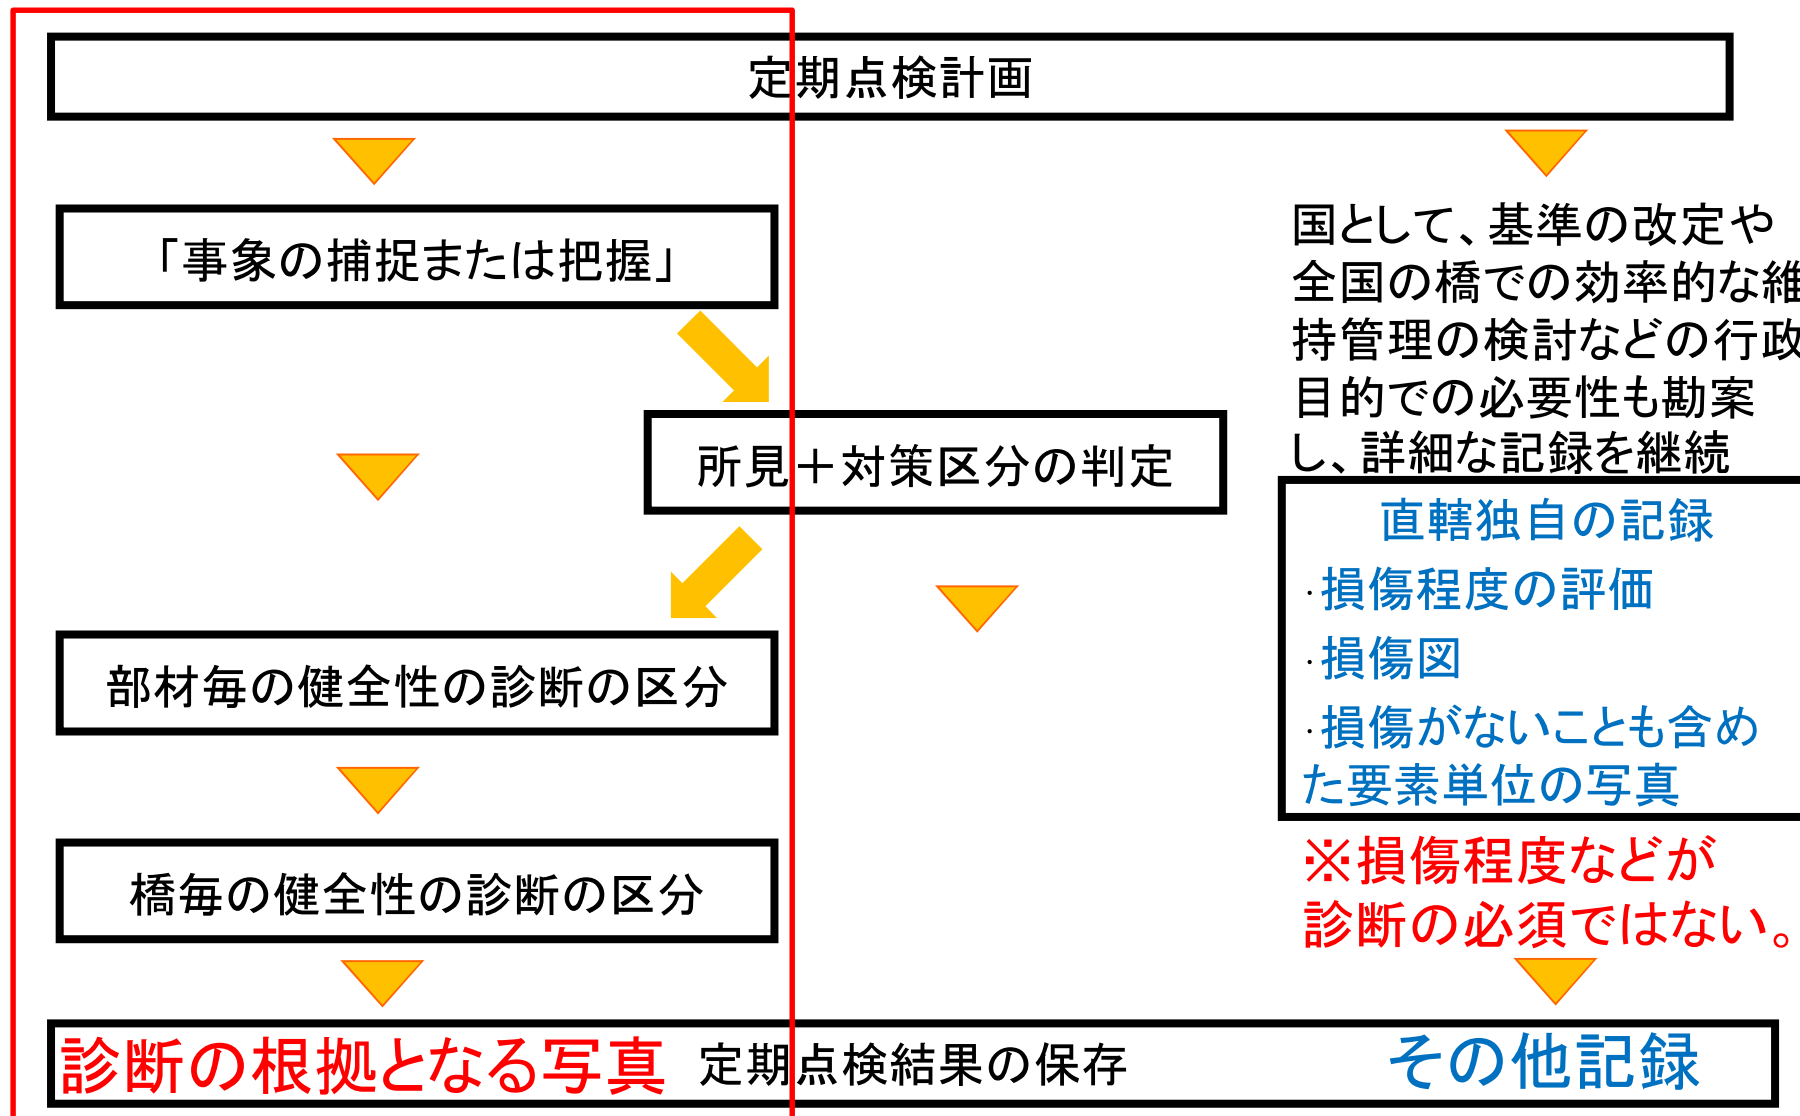 定期点検計画
「事象の捕捉または把握」
所見＋対策区分の判定
部材毎の健全性の診断の区分
橋毎の健全性の診断の区分
国として、基準の改定や
全国の橋での効率的な維
持管理の検討などの行政
目的での必要性も勘案
し、詳細な記録を継続
直轄独自の記録
・損傷程度の評価
・損傷図
・損傷がないことも含め
た要素単位の写真
※損傷程度などが
診断の必須ではない。
診断の根拠となる写真 定期点検結果の保存 その他記録